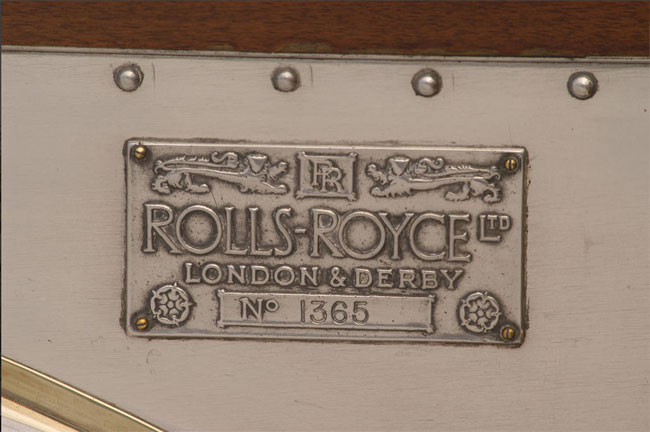 RR
ROLLS-ROYCE LTD
LONDON & DERBY
No 1365